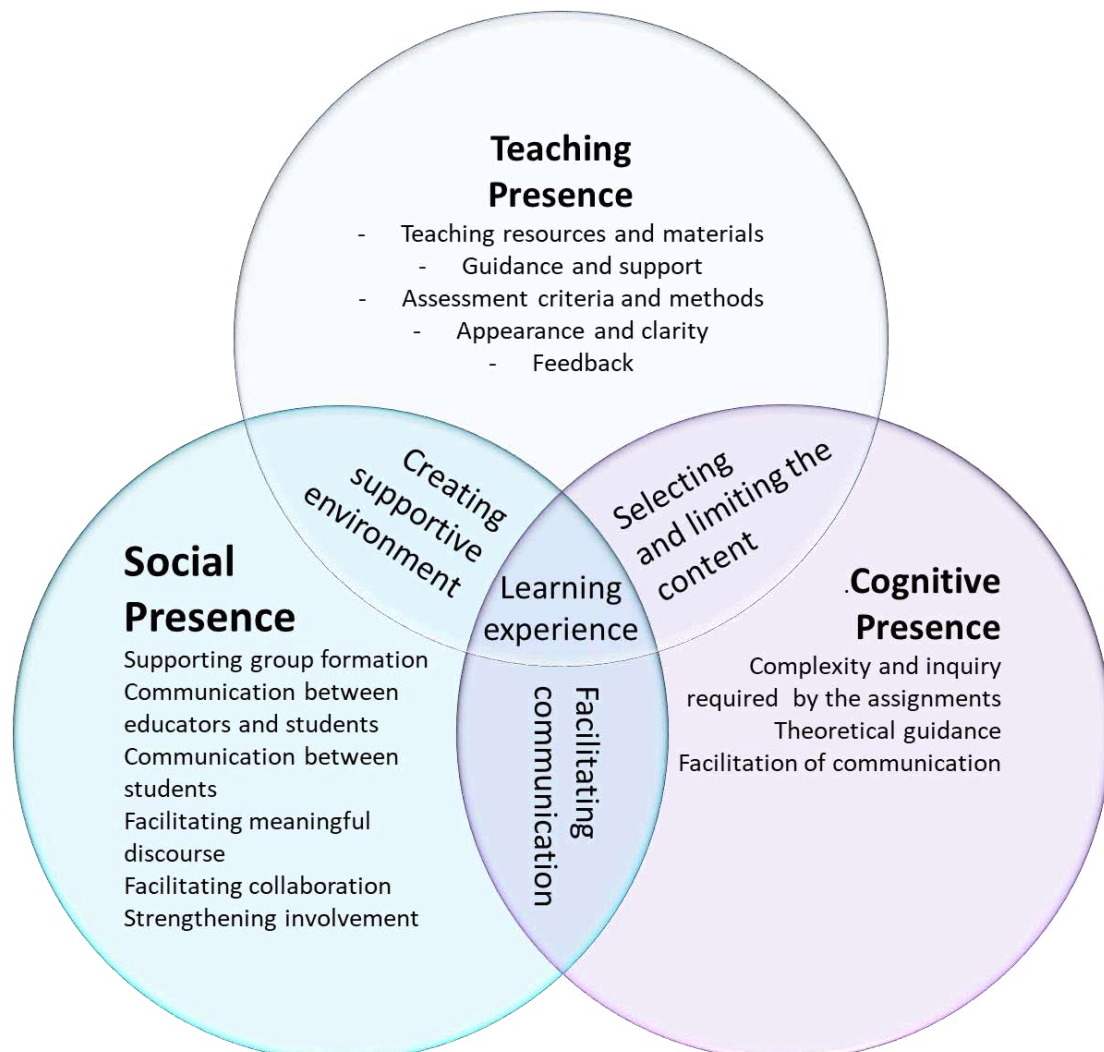 Teaching
Presence
- Teaching resources and materials
- Guidance and support
- Assessment criteria and methods
- Appearance and clarity
- Feedback
Creating
supportive
environment
Selecting
and limiting the
content
Learning
experience
Social
Presence
Supporting group formation
Communication between
educators and students
Communication between
students
Facilitating meaningful
discourse
Facilitating collaboration
Strengthening involvement
Facilitating
communication
.Cognitive
Presence
Complexity and inquiry
required by the assignments
Theoretical guidance
Facilitation of communication